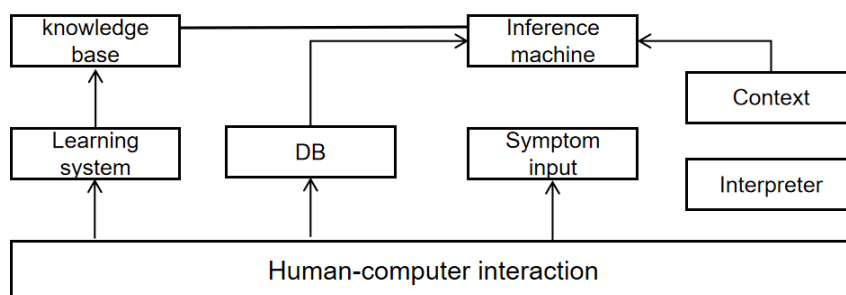 knowledge
base
Inference
machine
Context
Learning
system
DB
Symptom
input
Interpreter
Human-computer interaction